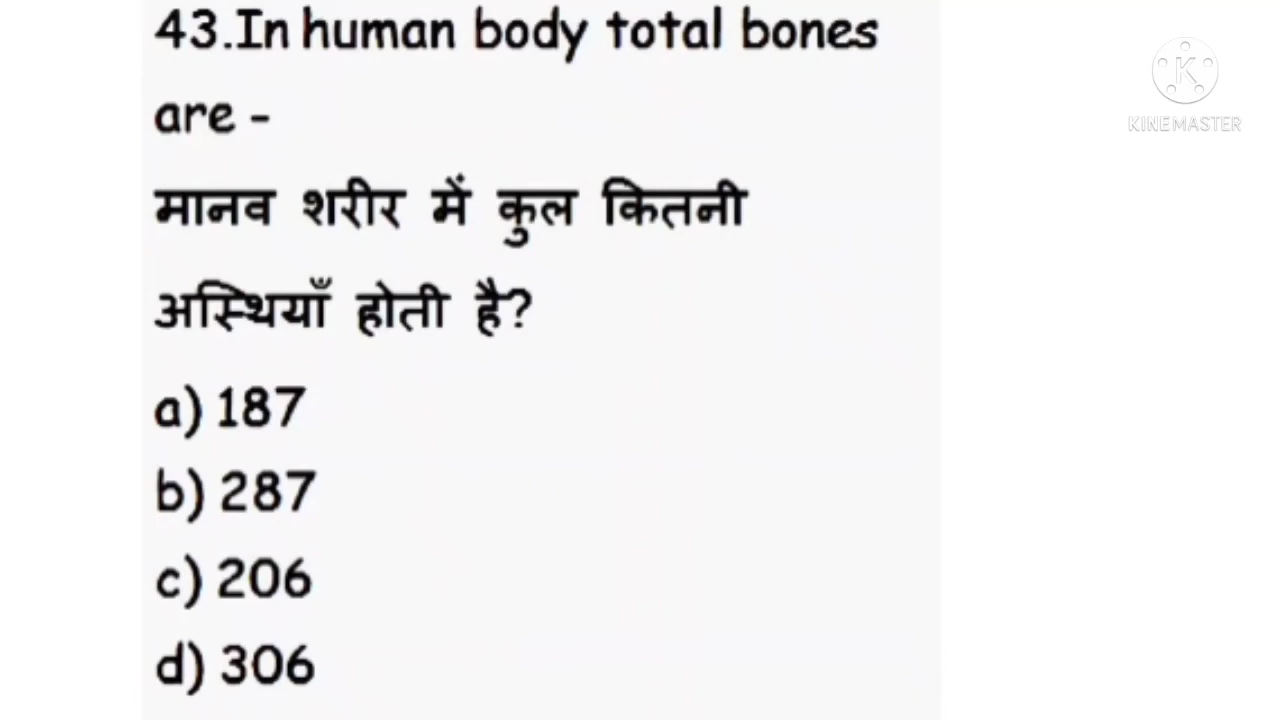 43.In human body total bones
are -
मानव शरीर में कुल कितनी
अस्थियाँ होती है?
a) 187
b) 287
c) 206
d) 306
K
KINEMASTER